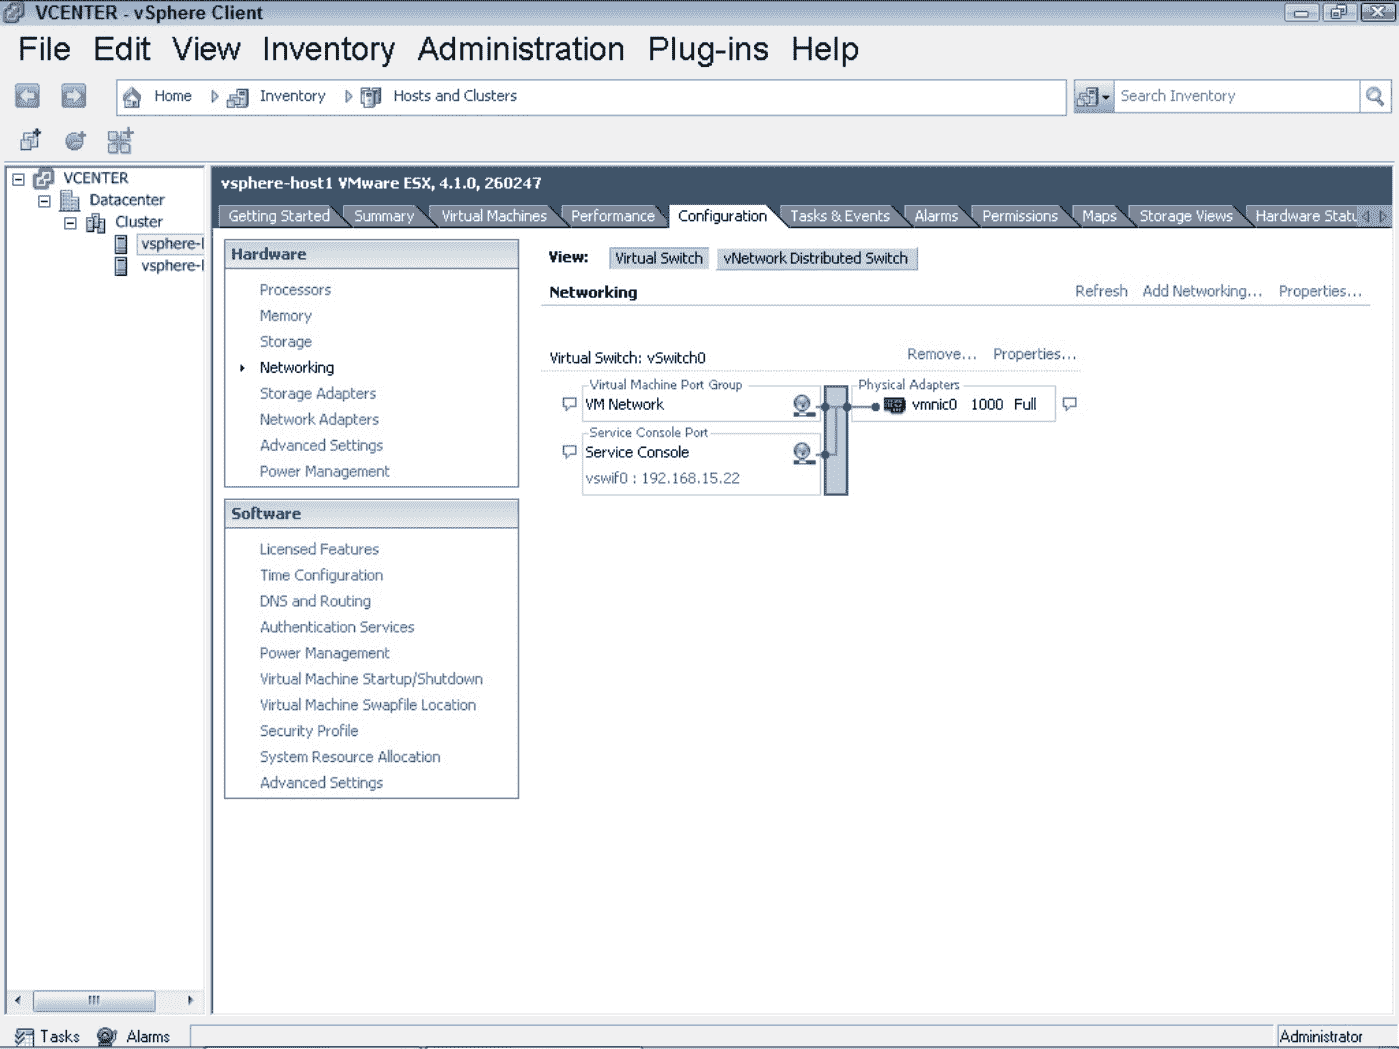 VCENTER - vSphere Client
File Edit View Inventory Administration Plug-ins Help
Home Inventory Hosts and Clusters
Search Inventory
VCENTER
Datacenter
Cluster
vsphere-
vsphere-
vsphere-host1 VMware ESX, 4.1.0, 260247
Getting Started Summary Virtual Machines Performance Configuration Tasks & Events Alarms Permissions Maps Storage Views Hardware Statu
Hardware
Processors
Memory
Storage
Networking
Storage Adapters
Network Adapters
Advanced Settings
Power Management
Software
Licensed Features
Time Configuration
DNS and Routing
Authentication Services
Power Management
Virtual Machine Startup/Shutdown
Virtual Machine Swapfile Location
Security Profile
System Resource Allocation
Advanced Settings
View: Virtual Switch vNetwork Distributed Switch
Networking
Refresh Add Networking... Properties...
Virtual Switch: vSwitch0
Remove... Properties...
Virtual Machine Port Group
VM Network
Service Console Port
Service Console
vswif0 : 192.168.15.22
Physical Adapters
vmnic0 1000 Full
Tasks Alarms
Administrator